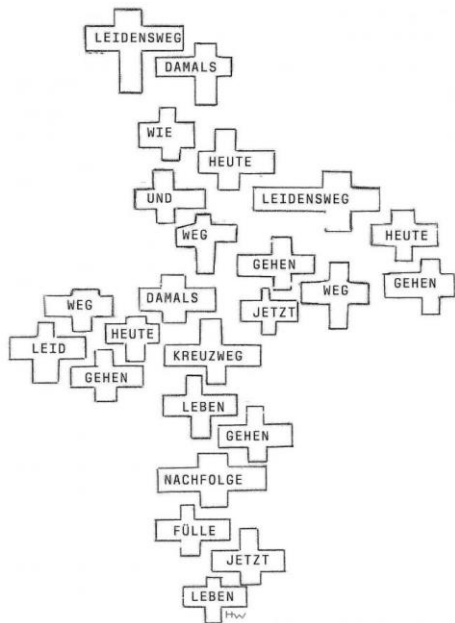 LEIDENSWEG
DAMALS
WIE
HEUTE
UND
LEIDENSWEG
WEG
HEUTE
GEHEN
GEHEN
WEG
DAMALS
WEG
JETZT
HEUTE
LEID
KREUZWEG
GEHEN
LEBEN
GEHEN
NACHFOLGE
FÜLLE
JETZT
LEBEN
HW